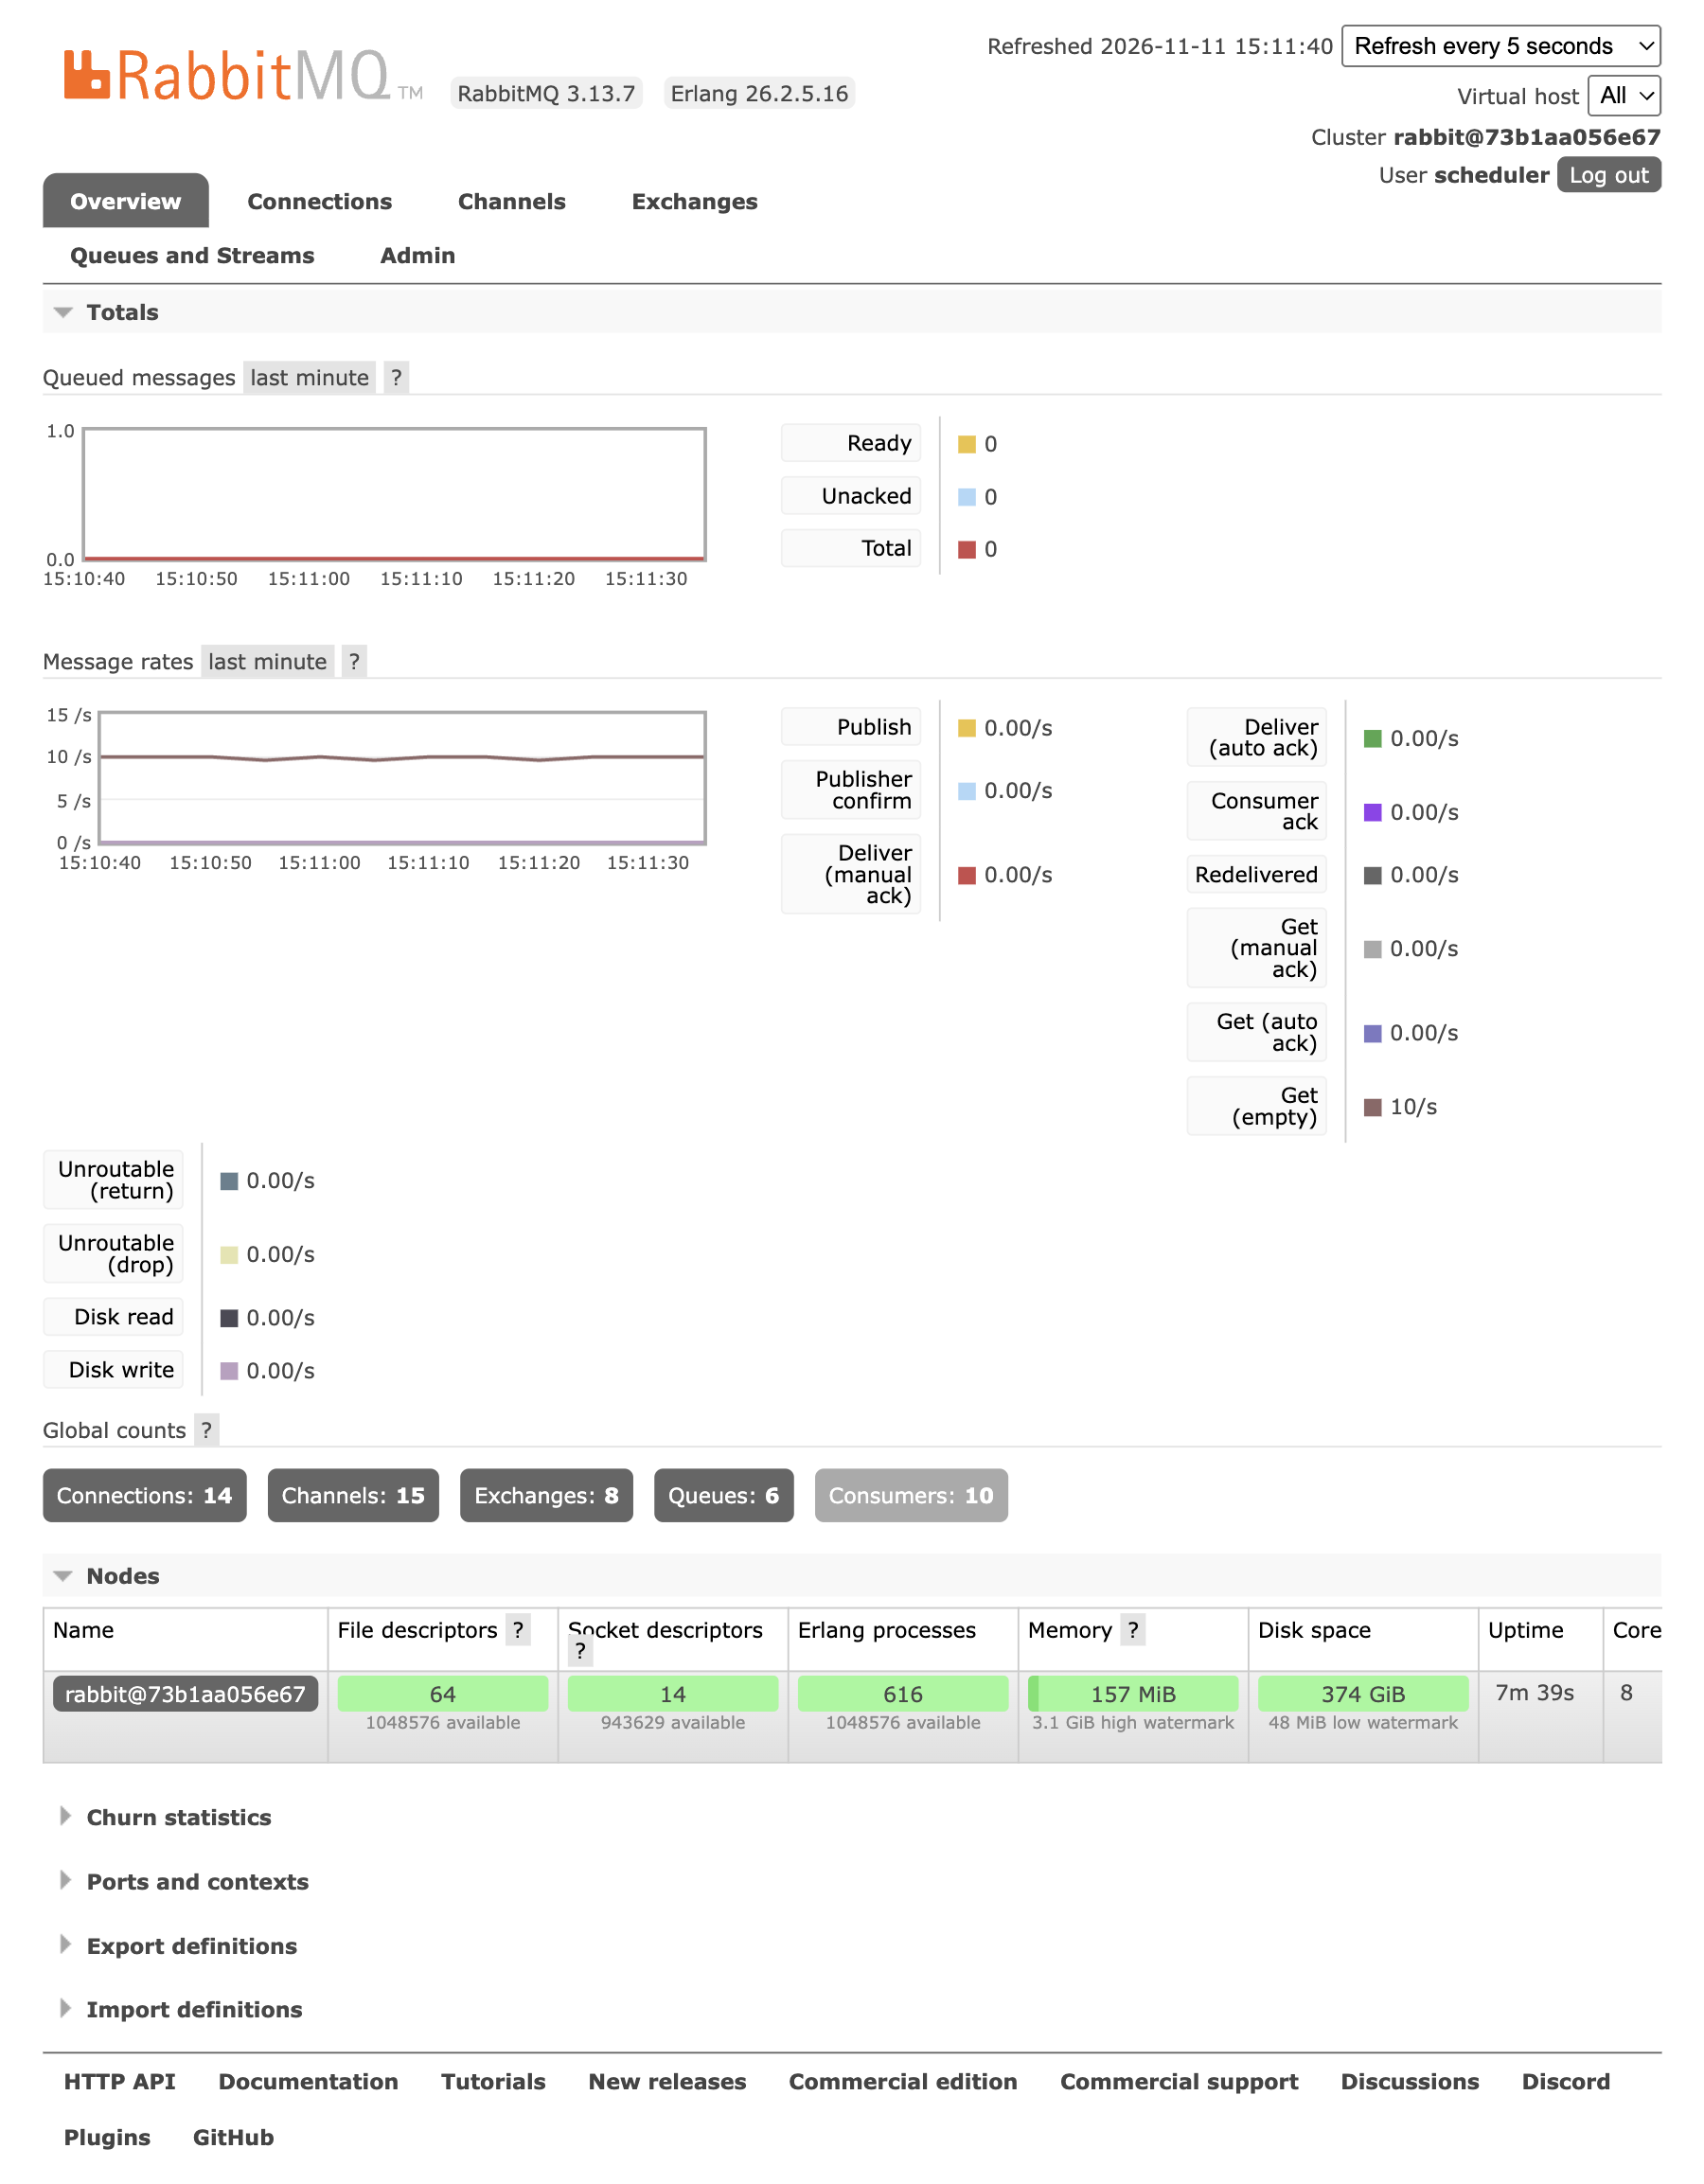 RabbitMQ TM
RabbitMQ 3.13.7
Erlang 26.2.5.16
Refreshed 2026-11-11 15:11:40
Refresh every 5 seconds
Virtual host All
Cluster rabbit@73b1aa056e67
User scheduler Log out
Overview Connections Channels Exchanges
Queues and Streams Admin
Totals
Queued messages last minute ?
1.0
0.0
15:10:40 15:10:50 15:11:00 15:11:10 15:11:20 15:11:30
Ready 0
Unacked 0
Total 0
Message rates last minute ?
15 /s
10 /s
5 /s
0 /s
15:10:40 15:10:50 15:11:00 15:11:10 15:11:20 15:11:30
Publish 0.00/s
Publisher
confirm 0.00/s
Deliver
(manual 0.00/s
ack)
Deliver
(auto ack) 0.00/s
Consumer
ack 0.00/s
Redelivered 0.00/s
Get
(manual 0.00/s
ack)
Get (auto
ack) 0.00/s
Get
(empty) 10/s
Unroutable
(return) 0.00/s
Unroutable
(drop) 0.00/s
Disk read 0.00/s
Disk write 0.00/s
Global counts ?
Connections: 14 Channels: 15 Exchanges: 8 Queues: 6 Consumers: 10
Nodes
Name File descriptors ? Socket descriptors ? Erlang processes Memory ? Disk space Uptime Core
rabbit@73b1aa056e67 64 14 616 157 MiB 374 GiB 7m 39s 8
1048576 available 943629 available 1048576 available 3.1 GiB high watermark 48 MiB low watermark
Churn statistics
Ports and contexts
Export definitions
Import definitions
HTTP API Documentation Tutorials New releases Commercial edition Commercial support Discussions Discord
Plugins GitHub